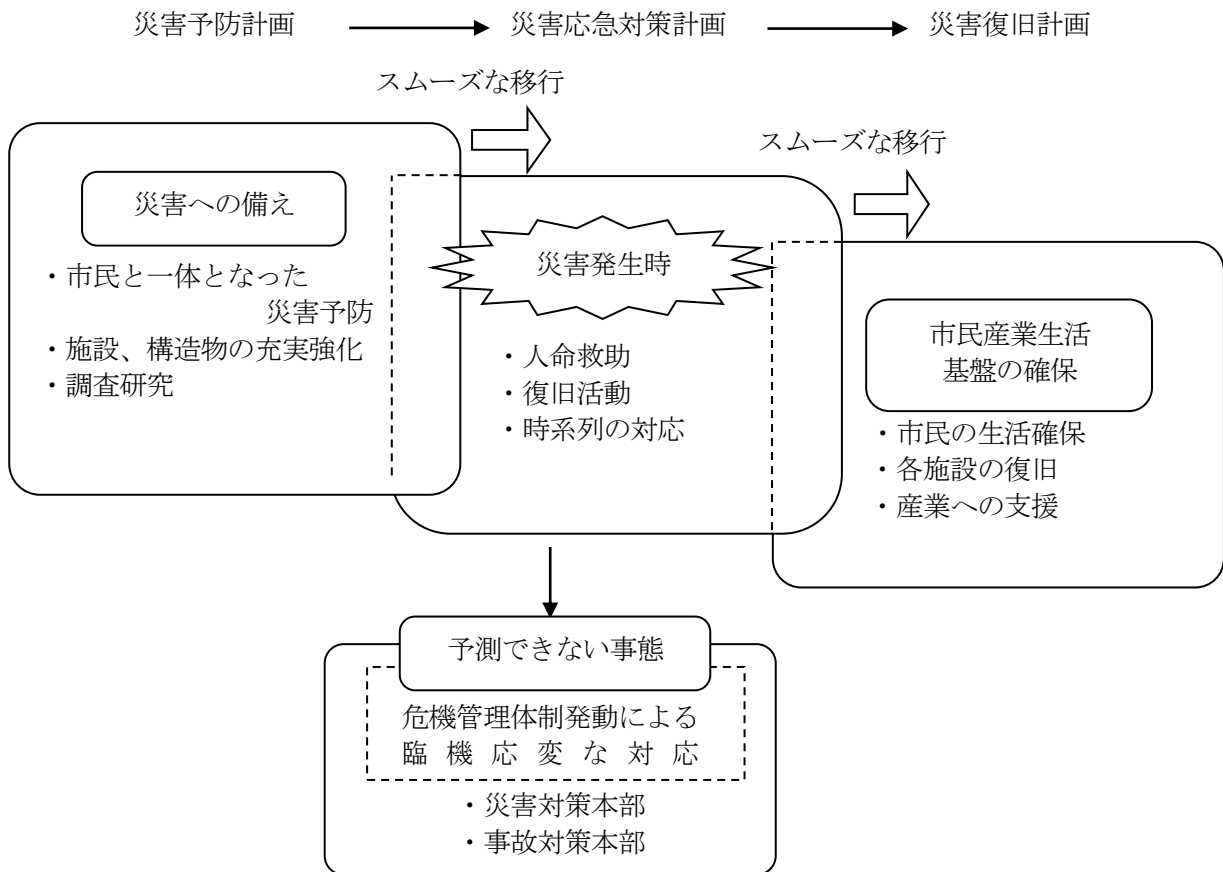 災害予防計画
災害応急対策計画
災害復旧計画
スムーズな移行
スムーズな移行
災害への備え
・市民と一体となった
災害予防
・施設、構造物の充実強化
・調査研究
災害発生時
・人命救助
・復旧活動
・時系列の対応
市民産業生活
基盤の確保
・市民の生活確保
・各施設の復旧
・産業への支援
予測できない事態
危機管理体制発動による
臨機応変な対応
・災害対策本部
・事故対策本部